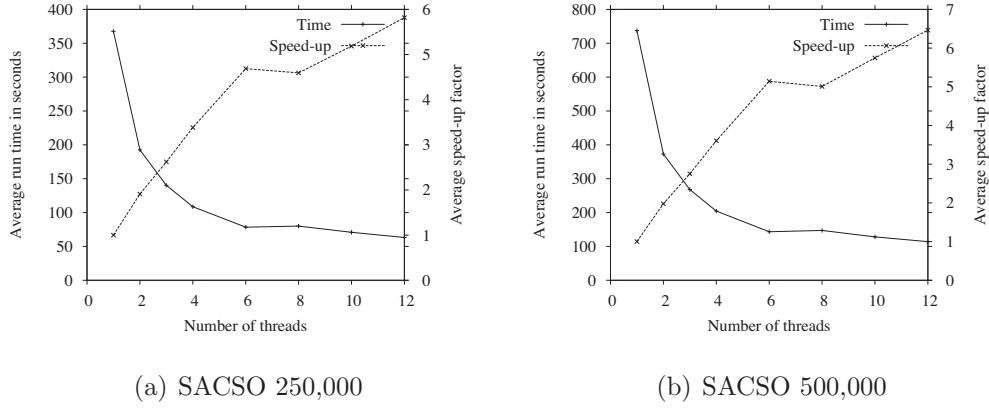 Average run time in seconds
400
350
300
250
200
150
100
50
0
0 2 4 6 8 10 12
Number of threads
6
5
4
3
2
1
0
Average speed-up factor
Time
Speed-up
(a) SACSO 250,000
Average run time in seconds
800
700
600
500
400
300
200
100
0
0 2 4 6 8 10 12
Number of threads
7
6
5
4
3
2
1
0
Average speed-up factor
Time
Speed-up
(b) SACSO 500,000